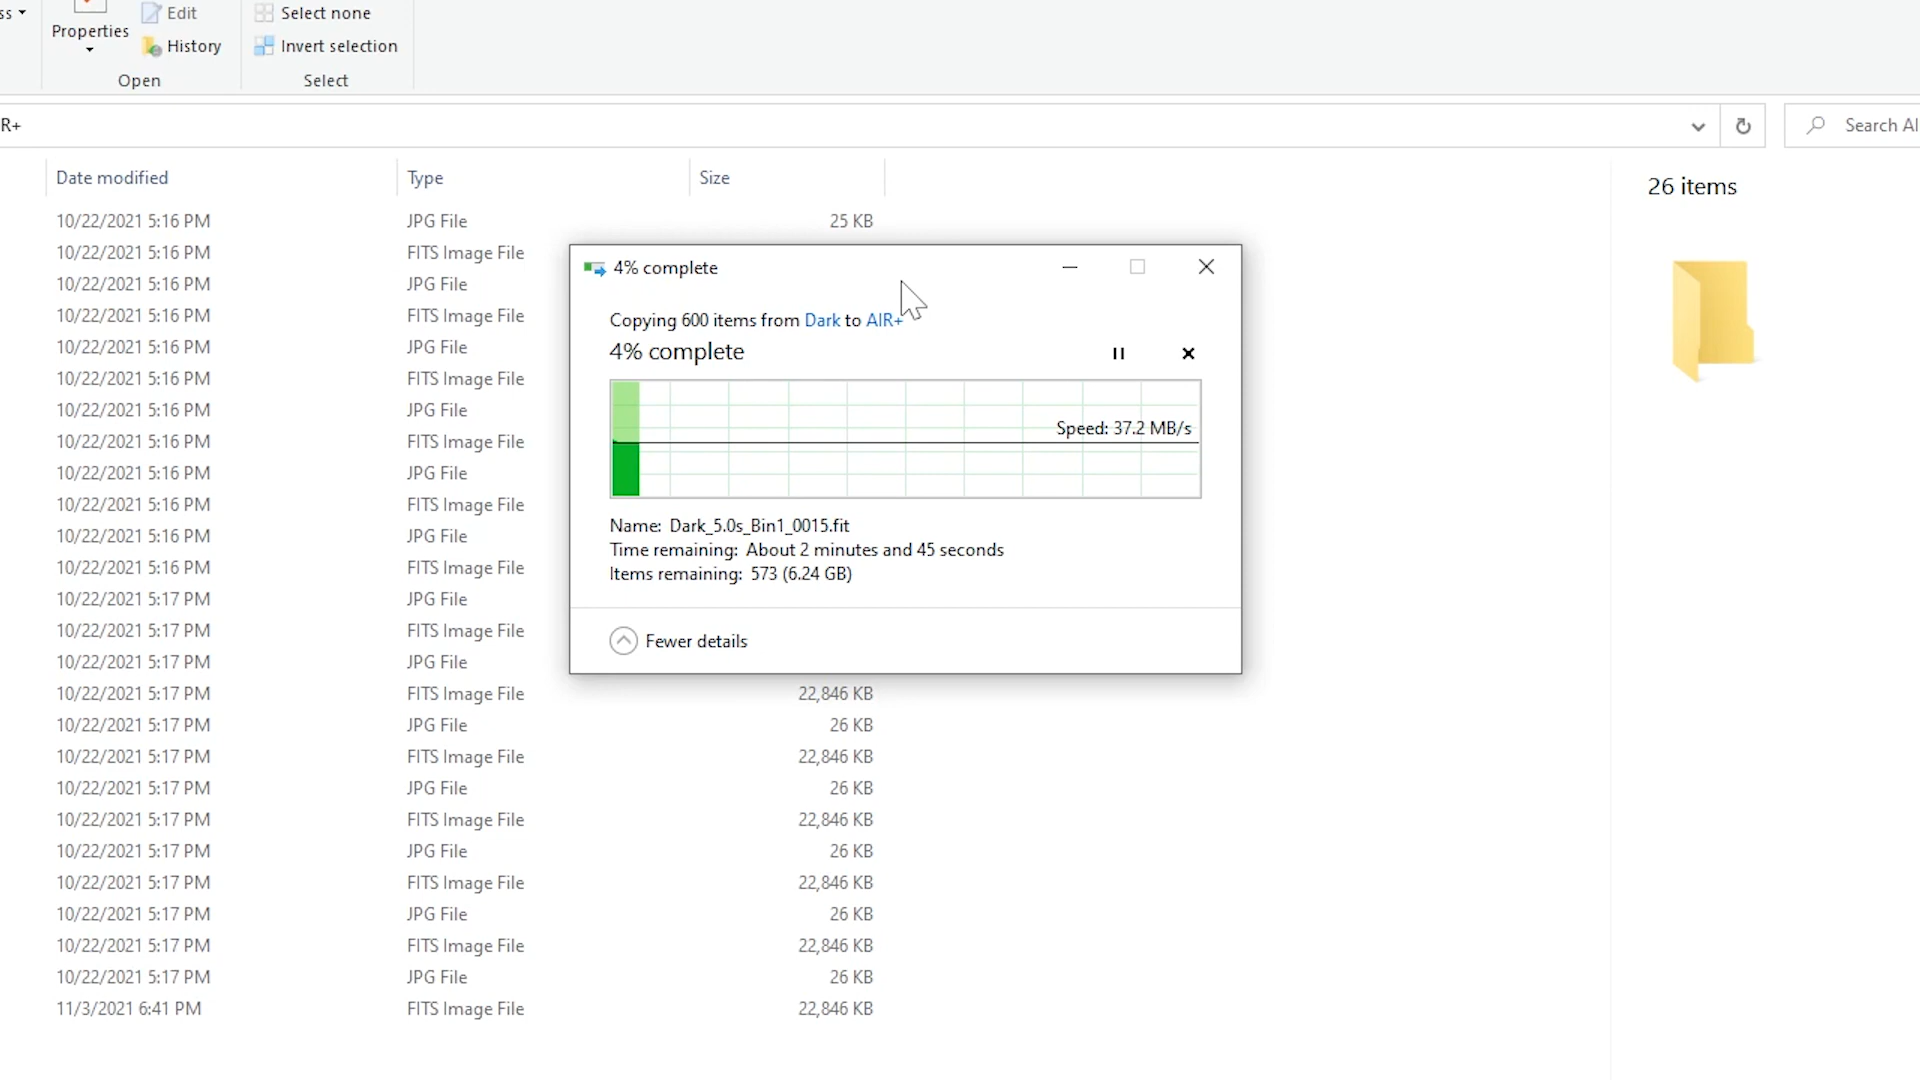 ss
Properties
Edit
History
Open
Select none
Invert selection
Select
R+
Search AI
Date modified Type Size
26 items
10/22/2021 5:16 PM JPG File 25 KB
10/22/2021 5:16 PM FITS Image File
10/22/2021 5:16 PM JPG File
10/22/2021 5:16 PM FITS Image File
10/22/2021 5:16 PM JPG File
10/22/2021 5:16 PM FITS Image File
10/22/2021 5:16 PM JPG File
10/22/2021 5:16 PM FITS Image File
10/22/2021 5:16 PM JPG File
10/22/2021 5:16 PM FITS Image File
10/22/2021 5:16 PM JPG File
10/22/2021 5:16 PM FITS Image File
10/22/2021 5:17 PM JPG File
10/22/2021 5:17 PM FITS Image File
10/22/2021 5:17 PM JPG File
10/22/2021 5:17 PM FITS Image File 22,846 KB
10/22/2021 5:17 PM JPG File 26 KB
10/22/2021 5:17 PM FITS Image File 22,846 KB
10/22/2021 5:17 PM JPG File 26 KB
10/22/2021 5:17 PM FITS Image File 22,846 KB
10/22/2021 5:17 PM JPG File 26 KB
10/22/2021 5:17 PM FITS Image File 22,846 KB
10/22/2021 5:17 PM JPG File 26 KB
10/22/2021 5:17 PM FITS Image File 22,846 KB
10/22/2021 5:17 PM JPG File 26 KB
11/3/2021 6:41 PM FITS Image File 22,846 KB
4% complete
Copying 600 items from Dark to AIR+
4% complete
Speed: 37.2 MB/s
Name: Dark_5.0s_Bin1_0015.fit
Time remaining: About 2 minutes and 45 seconds
Items remaining: 573 (6.24 GB)
Fewer details